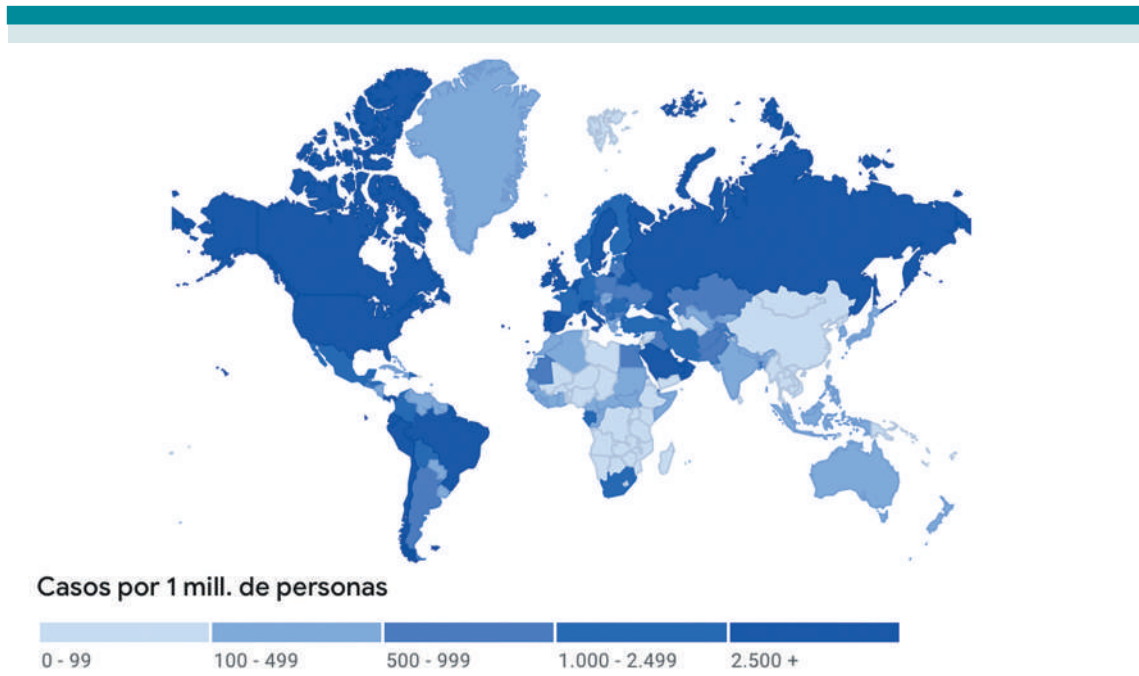 Casos por 1 mill. de personas
0 - 99 100 - 499 500 - 999 1.000 - 2.499 2.500 +